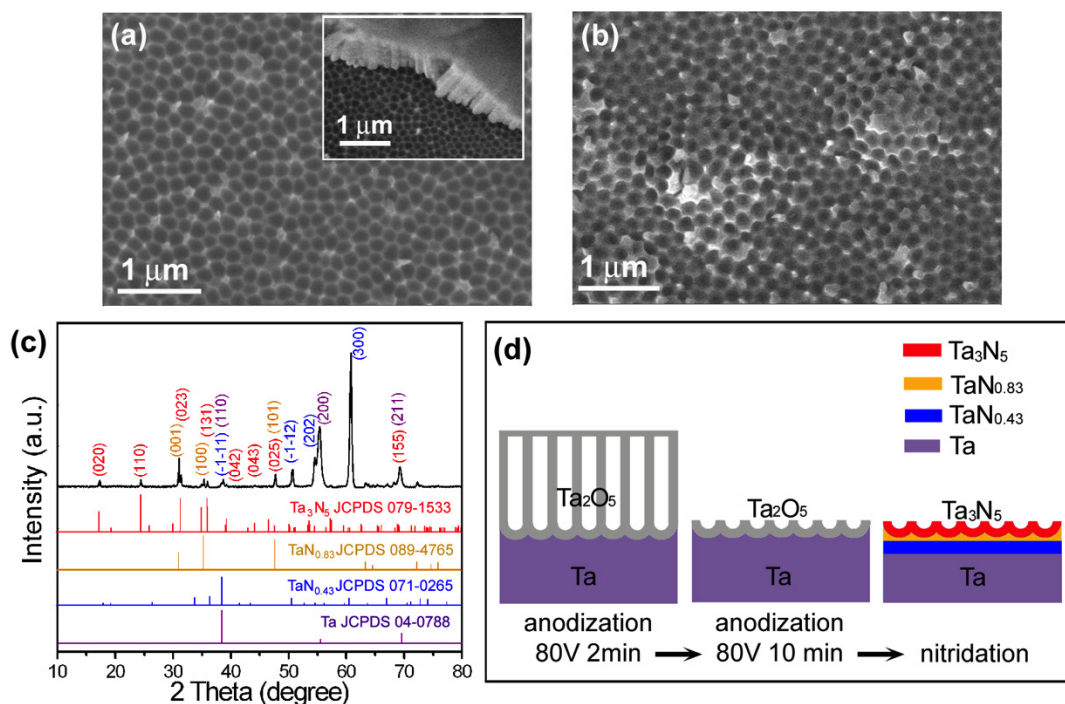 (a)
1 μm
1 μm
(b)
1 μm
(c)
Intensity (a.u.)
(020)
(110)
(001)
(023)
(100)
(131)
(-1-11)
(110)
(042)
(043)
(025)
(101)
(-1-12)
(202)
(200)
(300)
(155)
(211)
Ta₃N₅ JCPDS 079-1533
TaN₀.₈₃JCPDS 089-4765
TaN₀.₄₃JCPDS 071-0265
Ta JCPDS 04-0788
10 20 30 40 50 60 70 80
2 Theta (degree)
(d)
Ta₃N₅
TaN₀.₈₃
TaN₀.₄₃
Ta
Ta₂O₅
Ta
Ta₂O₅
Ta
Ta₃N₅
Ta
anodization
80V 2min
anodization
80V 10 min
nitridation